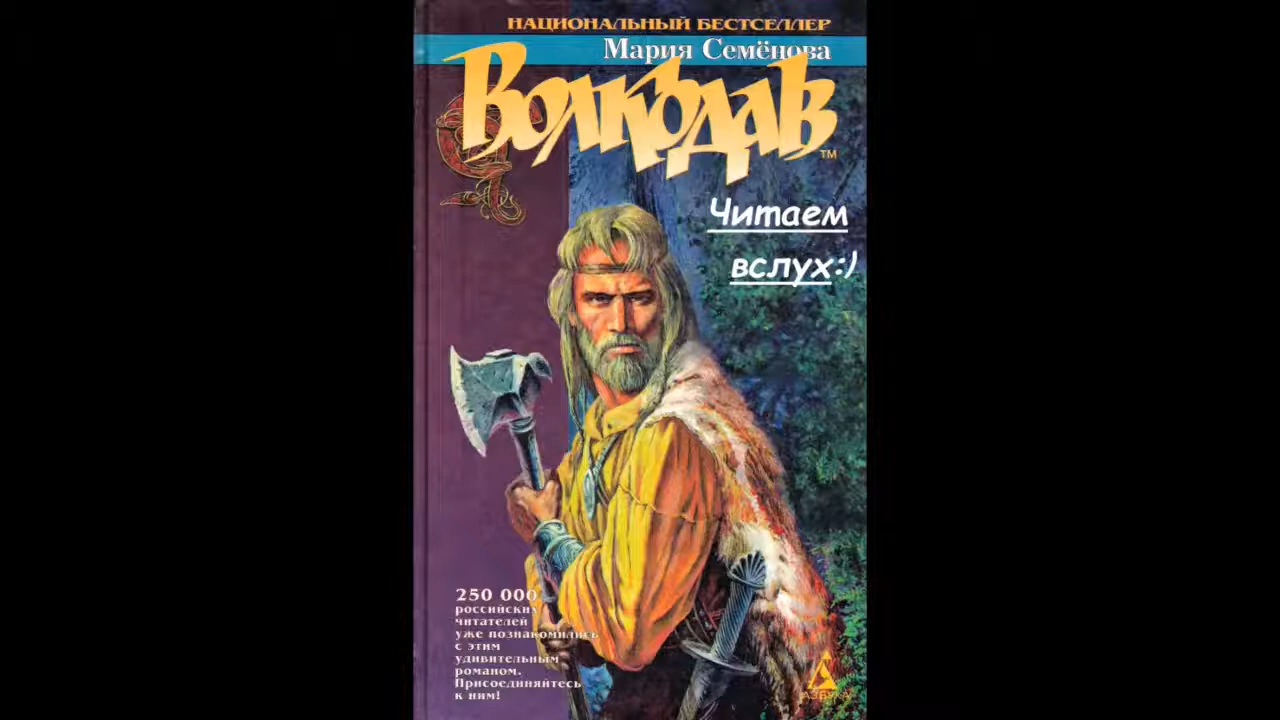 НАЦИОНАЛЬНЫЙ БЕСТСЕЛЛЕР
Мария Семёнова
Волкодав
TM
Читаем
вслух:)
250 000
российских
читателей
уже познакомились
с этим
удивительным
романом.
Присоединяйтесь
к ним!
АЗБУКА